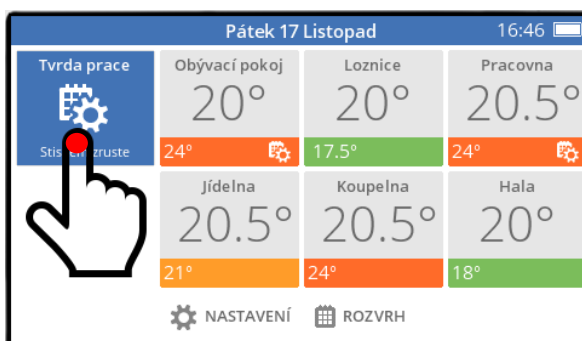 Pátek 17 Listopad
16:46
Tvrda prace
Obývací pokoj
20°
24°
Loznice
20°
17.5°
Pracovna
20.5°
24°
Jídelna
20.5°
21°
Koupelna
20.5°
24°
Hala
20°
18°
NASTAVENÍ
ROZVRH